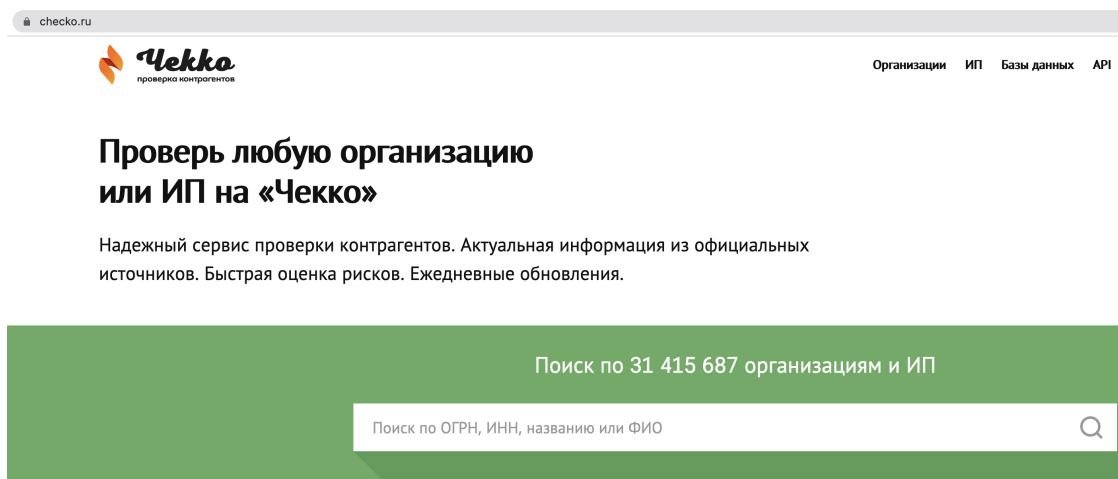 checko.ru
Чекко
проверка контрагентов
Организации ИП Базы данных API
Проверь любую организацию
или ИП на «Чекко»
Надежный сервис проверки контрагентов. Актуальная информация из официальных
источников. Быстрая оценка рисков. Ежедневные обновления.
Поиск по 31 415 687 организациям и ИП
Поиск по ОГРН, ИНН, названию или ФИО